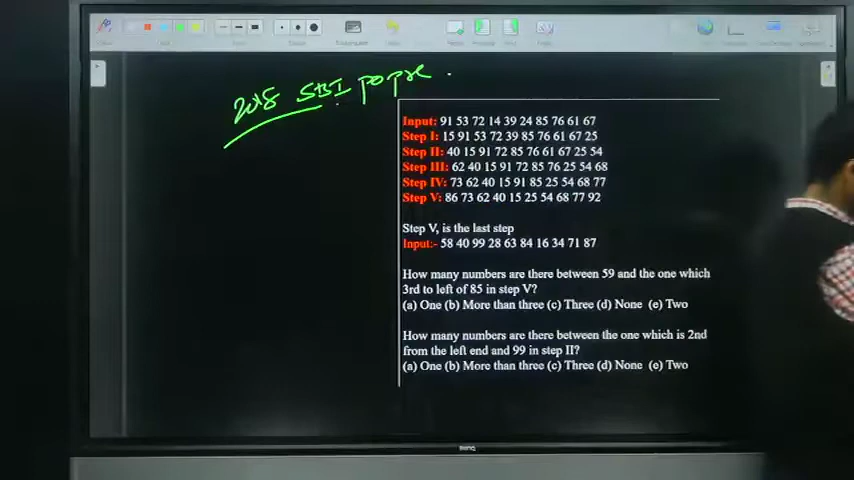 2018 SBI PO pre
Input: 91 53 72 14 39 24 85 76 61 67
Step I: 15 91 53 72 39 85 76 61 67 25
Step II: 40 15 91 72 85 76 61 67 25 54
Step III: 62 40 15 91 72 85 76 25 54 68
Step IV: 73 62 40 15 91 85 25 54 68 77
Step V: 86 73 62 40 15 25 54 68 77 92
Step V, is the last step
Input:- 58 40 99 28 63 84 16 34 71 87
How many numbers are there between 59 and the one which
3rd to left of 85 in step V?
(a) One (b) More than three (c) Three (d) None (e) Two
How many numbers are there between the one which is 2nd
from the left end and 99 in step II?
(a) One (b) More than three (c) Three (d) None (e) Two